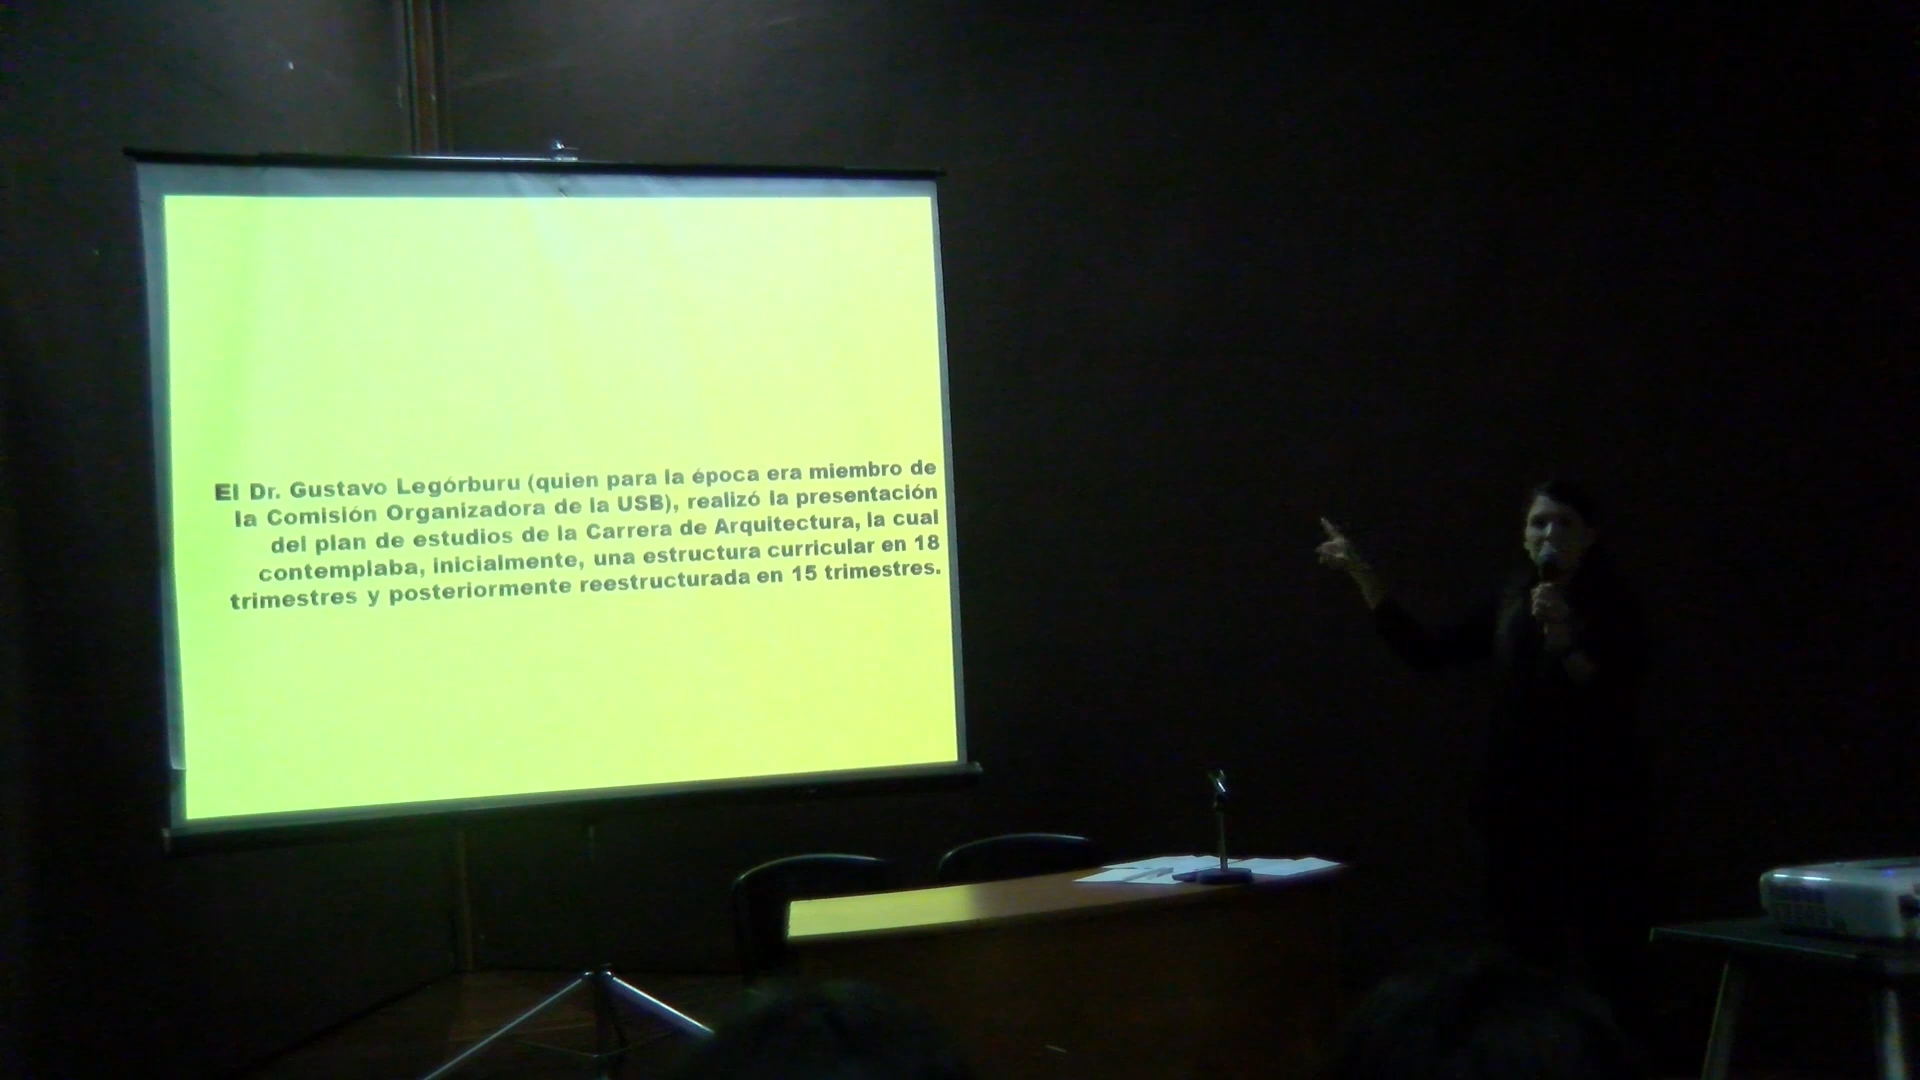 El Dr. Gustavo Legórburu (quien para la época era miembro de
la Comisión Organizadora de la USB), realizó la presentación
del plan de estudios de la Carrera de Arquitectura, la cual
contemplaba, inicialmente, una estructura curricular en 18
trimestres y posteriormente reestructurada en 15 trimestres.